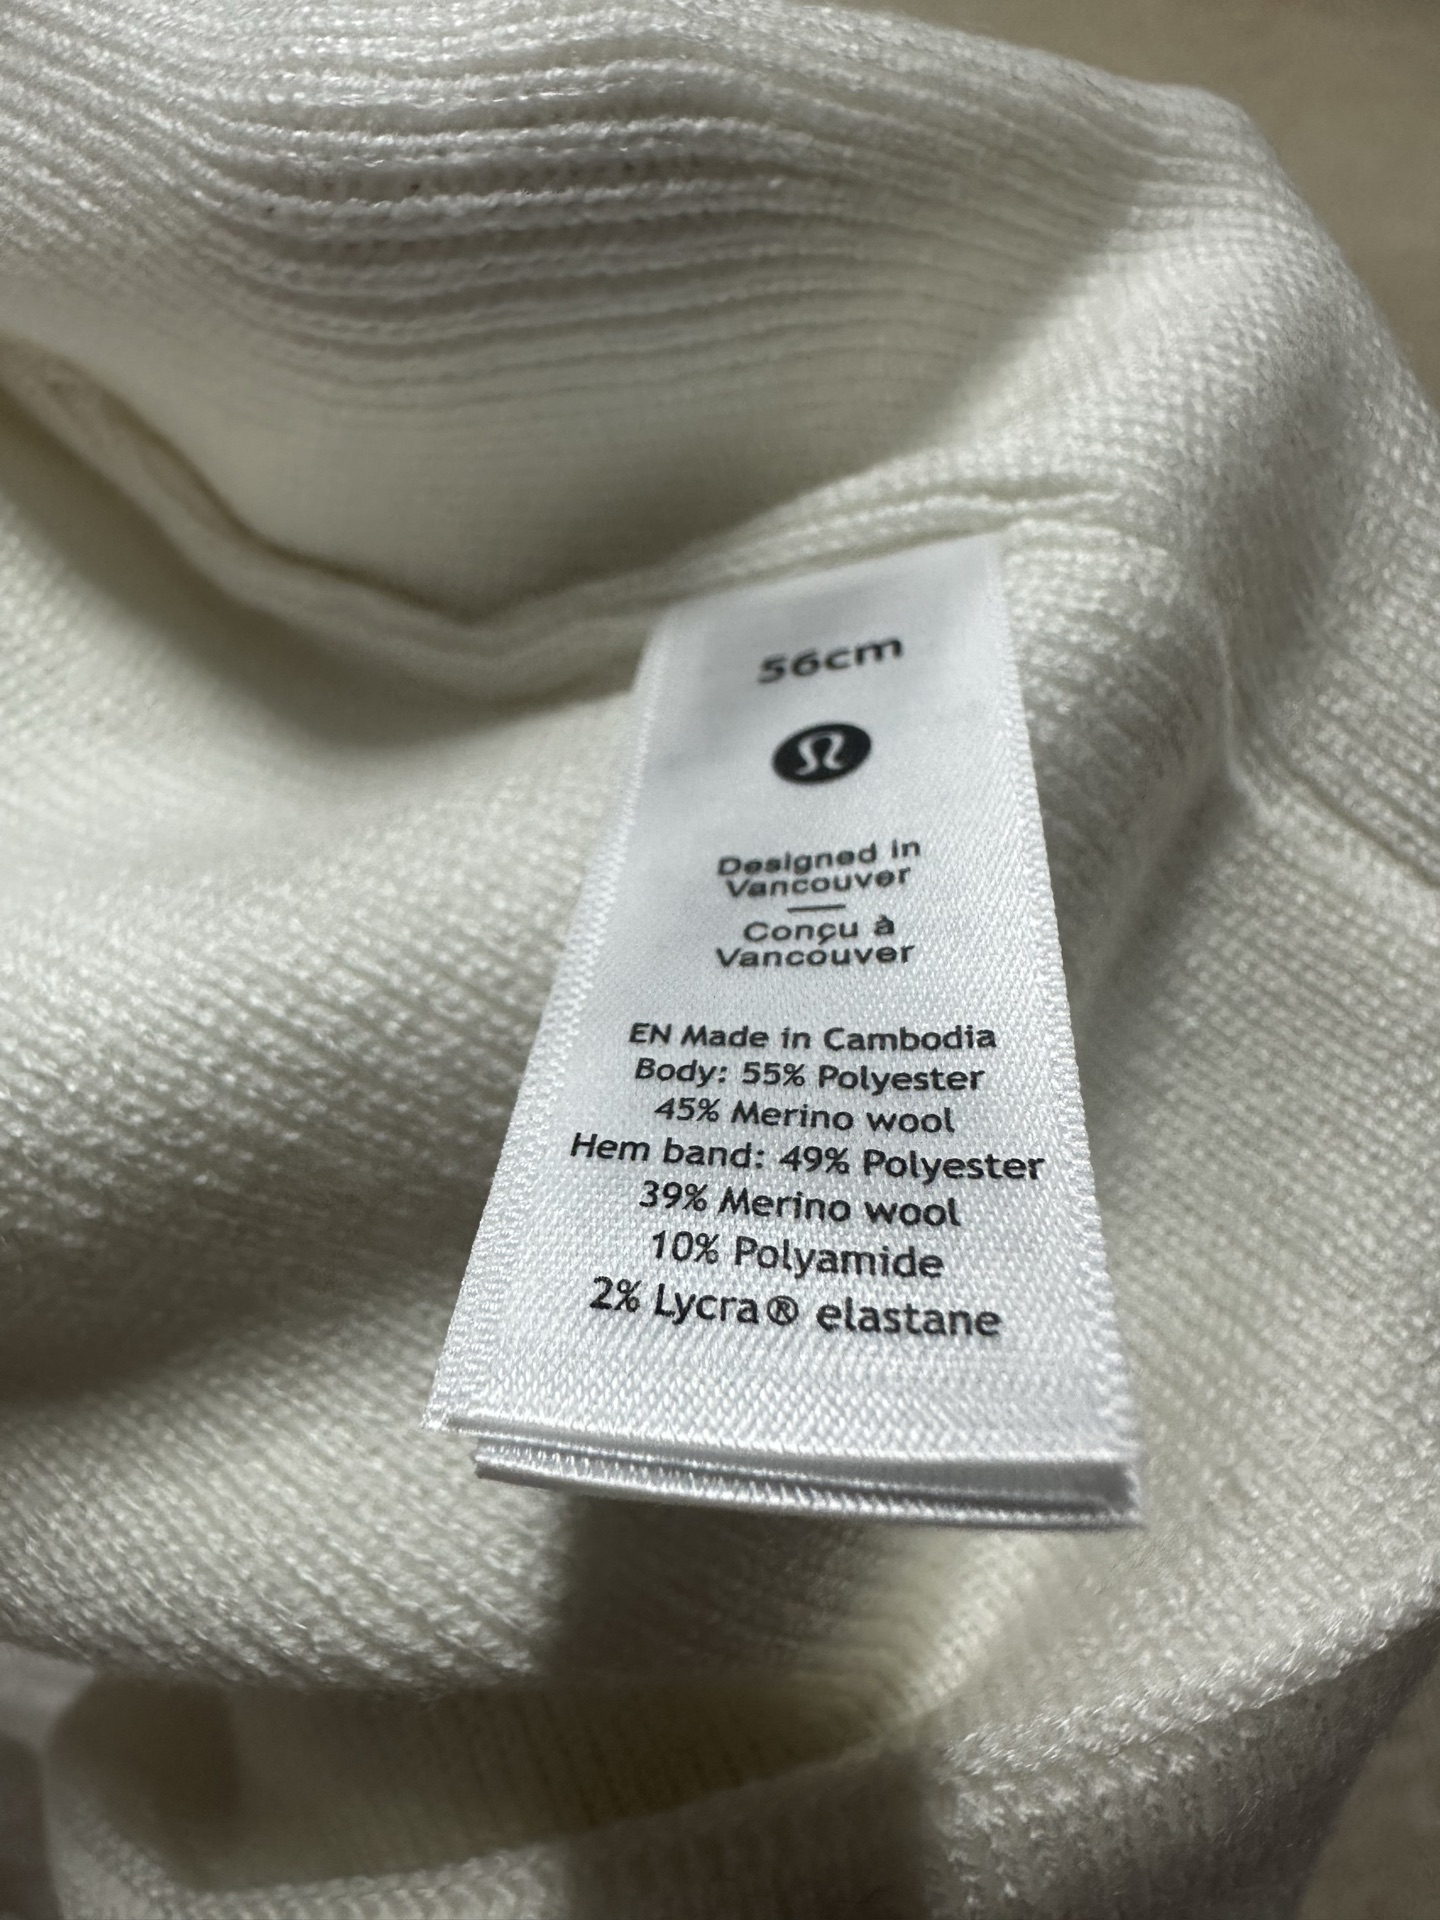 56cm
Designed in
Vancouver
Conçu à
Vancouver
EN Made in Cambodia
Body: 55% Polyester
45% Merino wool
Hem band: 49% Polyester
39% Merino wool
10% Polyamide
2% Lycra® elastane